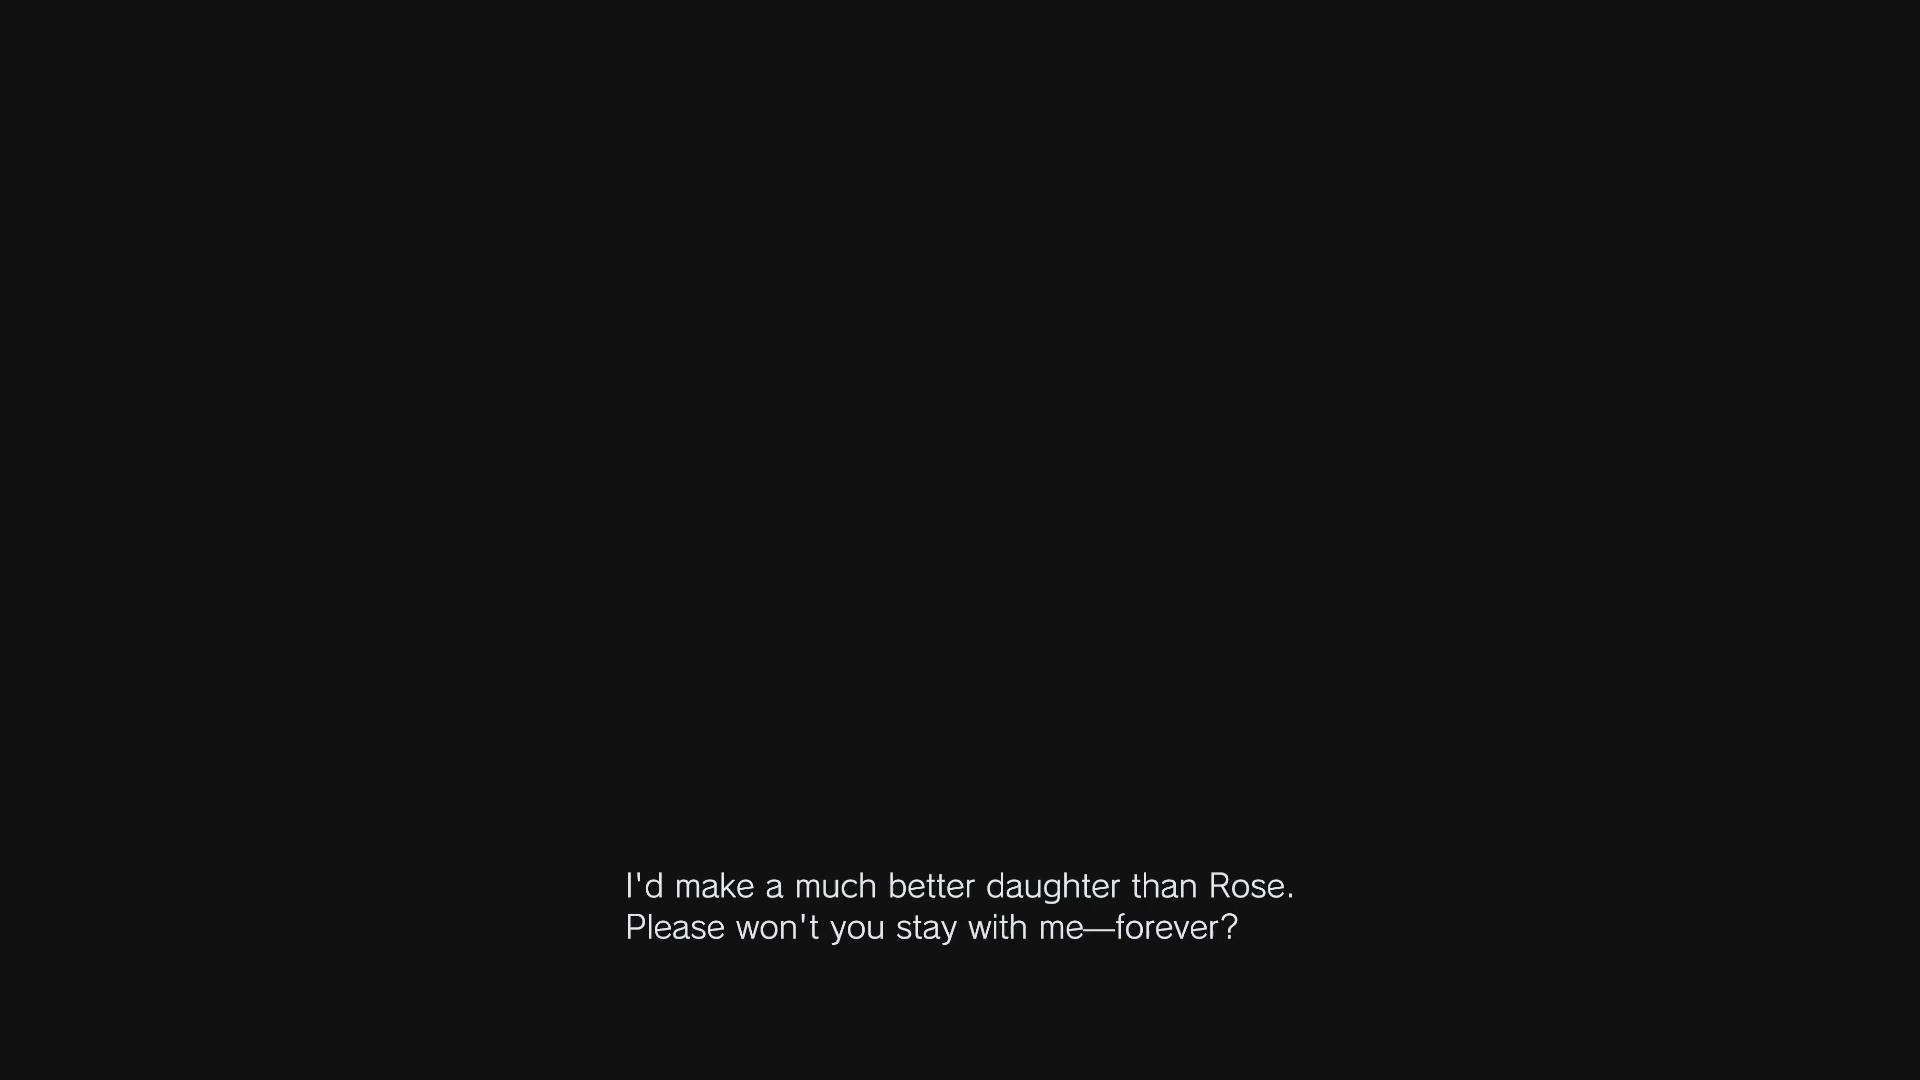 I'd make a much better daughter than Rose.
Please won't you stay with me—forever?